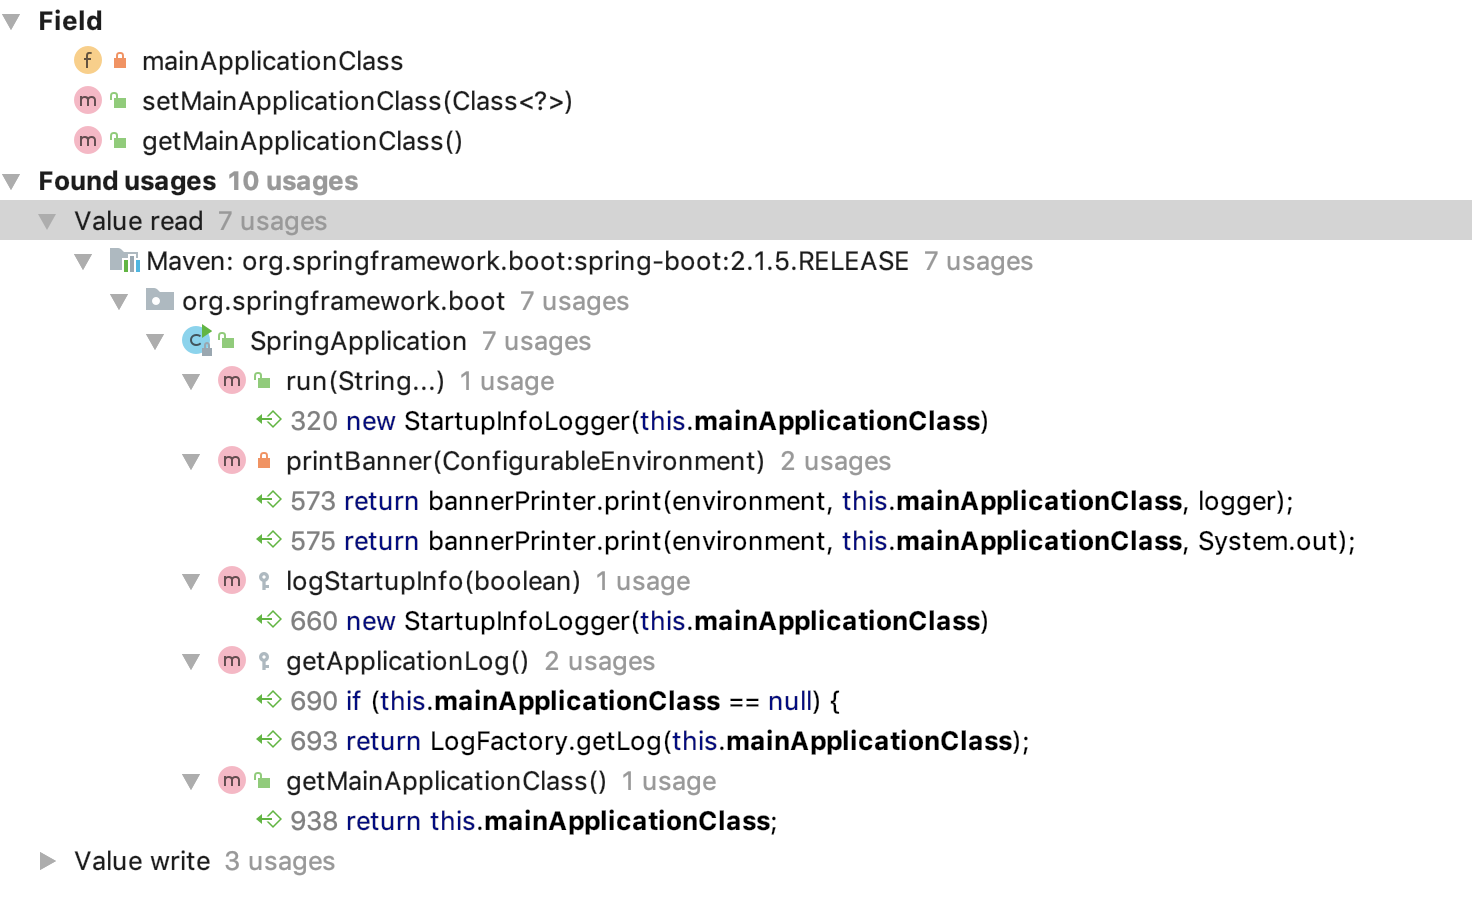 Field
f mainApplicationClass
m setMainApplicationClass(Class<?>)
m getMainApplicationClass()
Found usages 10 usages
Value read 7 usages
Maven: org.springframework.boot:spring-boot:2.1.5.RELEASE 7 usages
org.springframework.boot 7 usages
C SpringApplication 7 usages
m run(String...) 1 usage
320 new StartupInfoLogger(this.mainApplicationClass)
m printBanner(ConfigurableEnvironment) 2 usages
573 return bannerPrinter.print(environment, this.mainApplicationClass, logger);
575 return bannerPrinter.print(environment, this.mainApplicationClass, System.out);
m logStartupInfo(boolean) 1 usage
660 new StartupInfoLogger(this.mainApplicationClass)
m getApplicationLog() 2 usages
690 if (this.mainApplicationClass == null) {
693 return LogFactory.getLog(this.mainApplicationClass);
m getMainApplicationClass() 1 usage
938 return this.mainApplicationClass;
Value write 3 usages